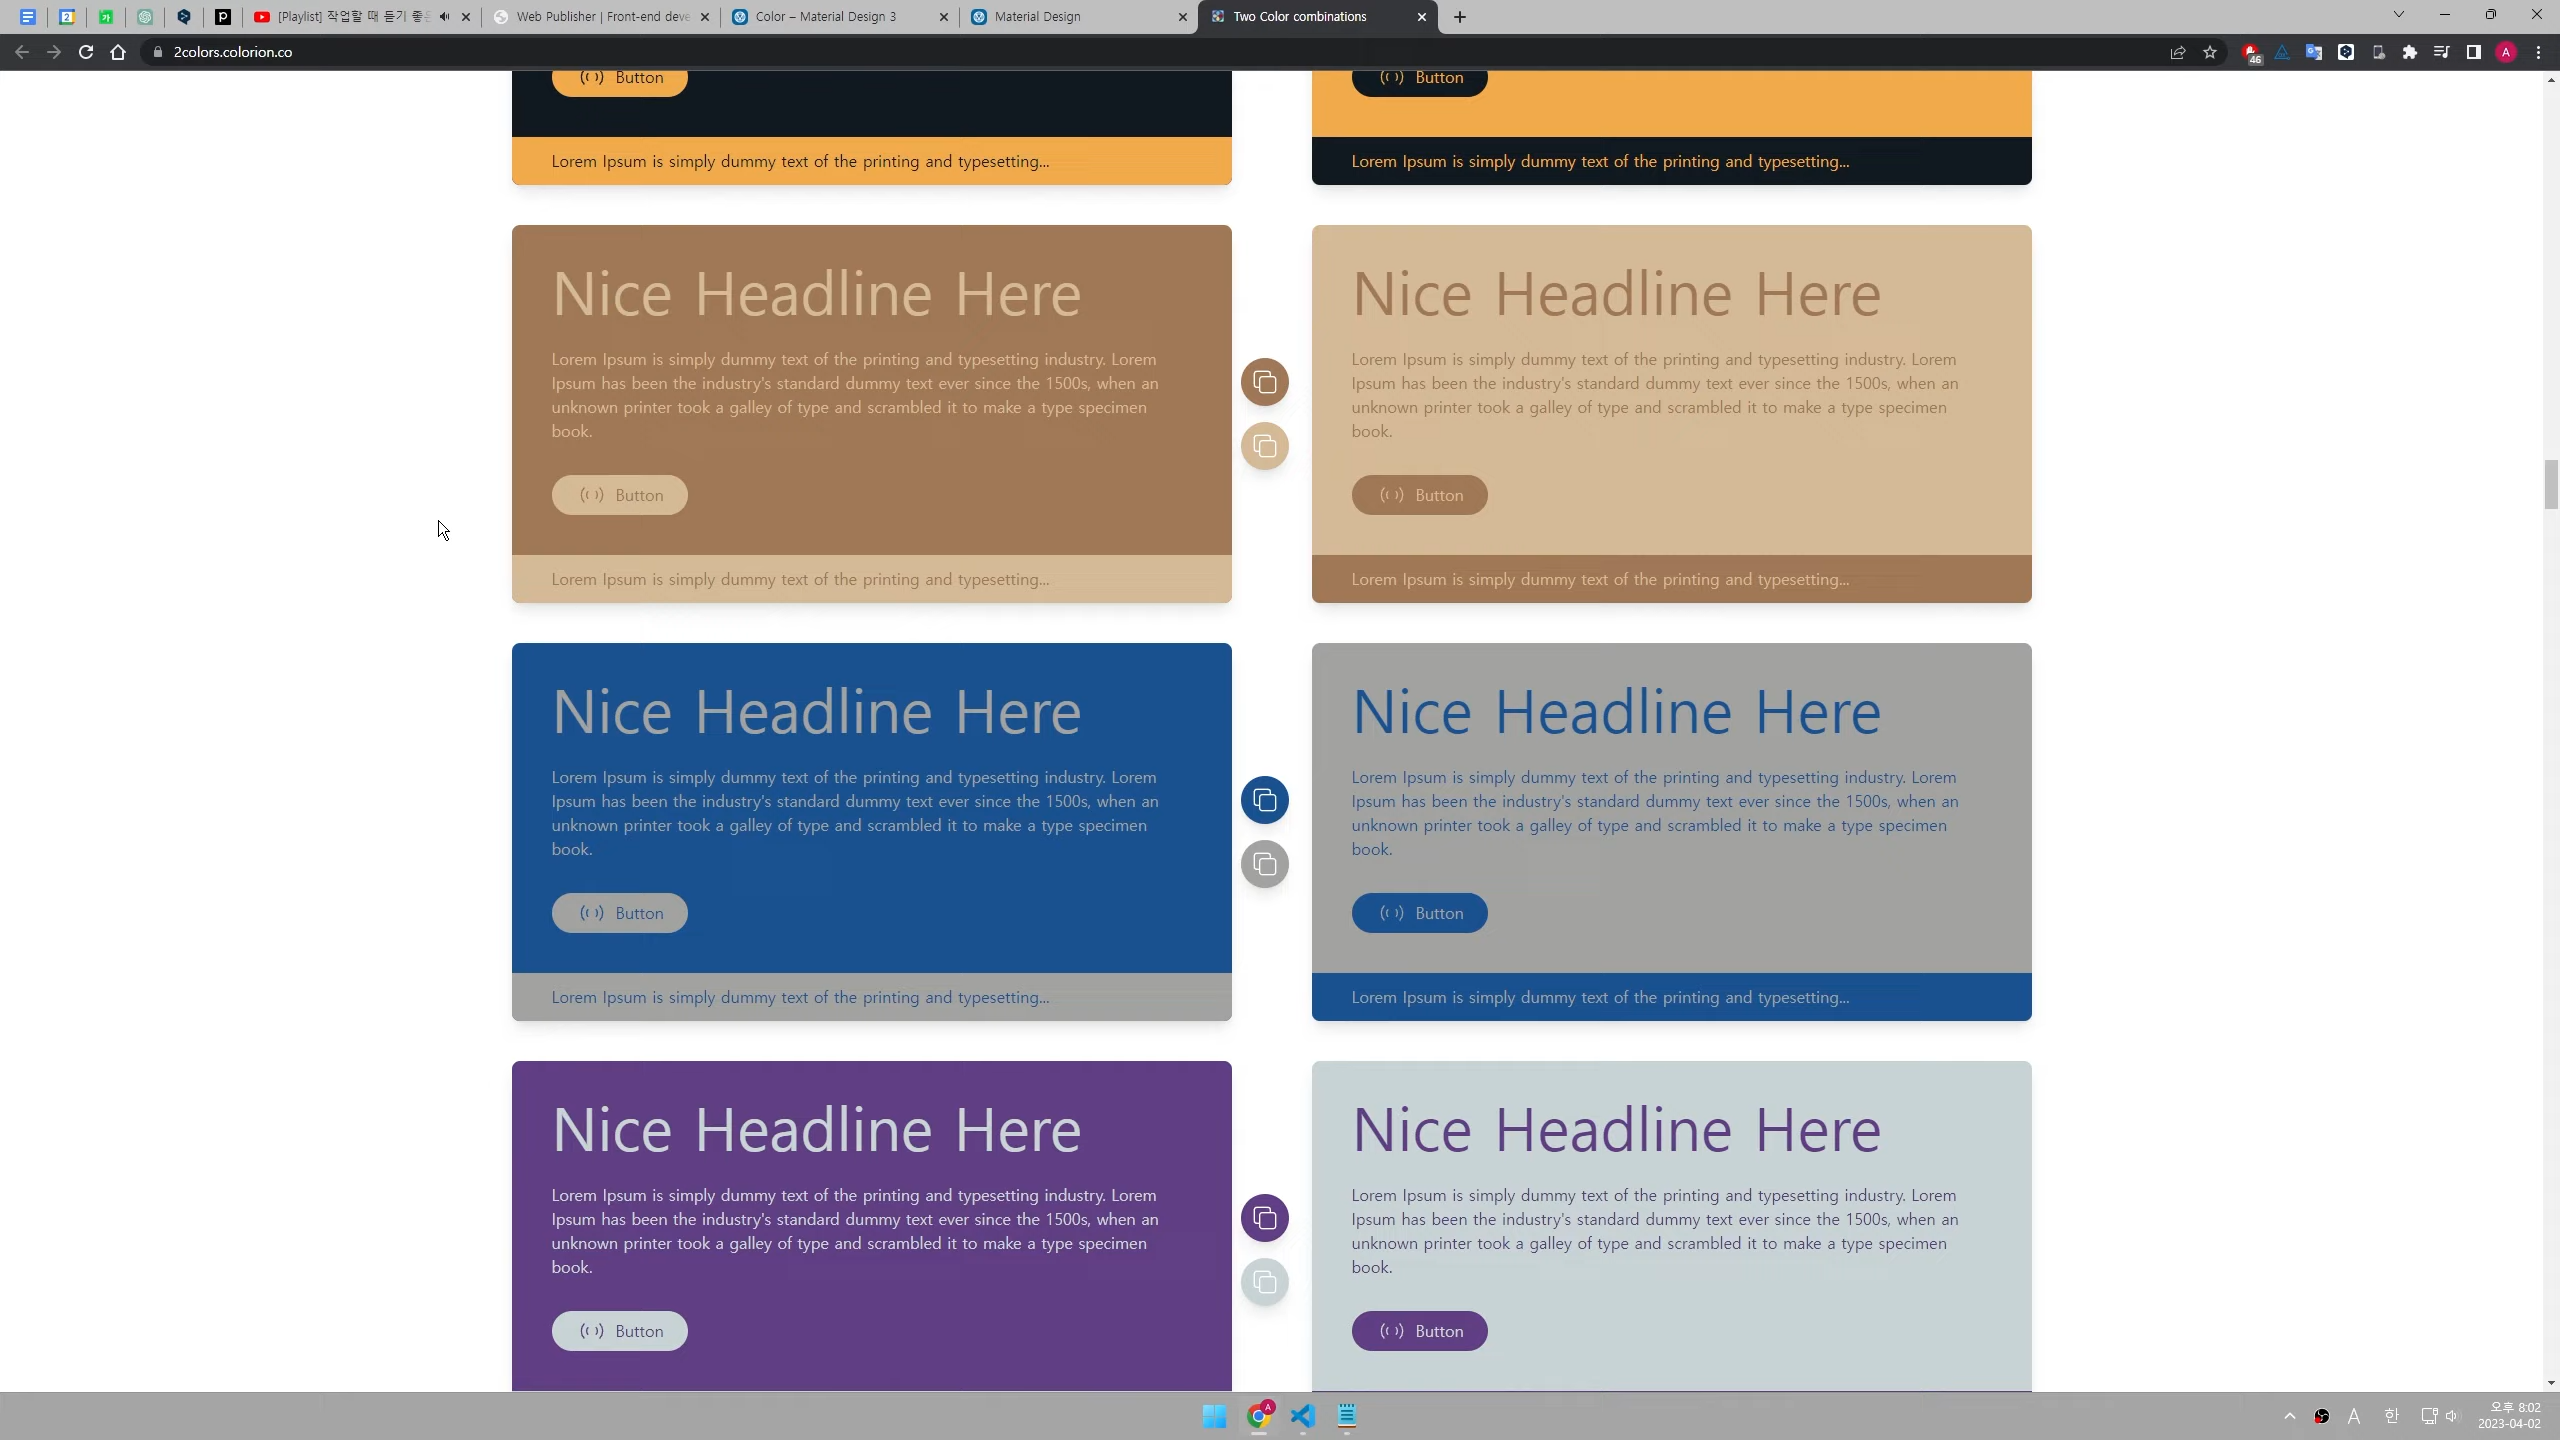 [Playlist] 작업할 때 듣기 좋은
Web Publisher | Front-end deve
Color – Material Design 3
Material Design
Two Color combinations
2colors.colorion.co
46
A
Button
Button
Lorem Ipsum is simply dummy text of the printing and typesetting...
Lorem Ipsum is simply dummy text of the printing and typesetting...
Nice Headline Here
Lorem Ipsum is simply dummy text of the printing and typesetting industry. Lorem
Ipsum has been the industry's standard dummy text ever since the 1500s, when an
unknown printer took a galley of type and scrambled it to make a type specimen
book.
Button
Lorem Ipsum is simply dummy text of the printing and typesetting...
Nice Headline Here
Lorem Ipsum is simply dummy text of the printing and typesetting industry. Lorem
Ipsum has been the industry's standard dummy text ever since the 1500s, when an
unknown printer took a galley of type and scrambled it to make a type specimen
book.
Button
Lorem Ipsum is simply dummy text of the printing and typesetting...
Nice Headline Here
Lorem Ipsum is simply dummy text of the printing and typesetting industry. Lorem
Ipsum has been the industry's standard dummy text ever since the 1500s, when an
unknown printer took a galley of type and scrambled it to make a type specimen
book.
Button
Lorem Ipsum is simply dummy text of the printing and typesetting...
Nice Headline Here
Lorem Ipsum is simply dummy text of the printing and typesetting industry. Lorem
Ipsum has been the industry's standard dummy text ever since the 1500s, when an
unknown printer took a galley of type and scrambled it to make a type specimen
book.
Button
Lorem Ipsum is simply dummy text of the printing and typesetting...
Nice Headline Here
Lorem Ipsum is simply dummy text of the printing and typesetting industry. Lorem
Ipsum has been the industry's standard dummy text ever since the 1500s, when an
unknown printer took a galley of type and scrambled it to make a type specimen
book.
Button
Nice Headline Here
Lorem Ipsum is simply dummy text of the printing and typesetting industry. Lorem
Ipsum has been the industry's standard dummy text ever since the 1500s, when an
unknown printer took a galley of type and scrambled it to make a type specimen
book.
Button
A
A
한
오후 8:02
2023-04-02